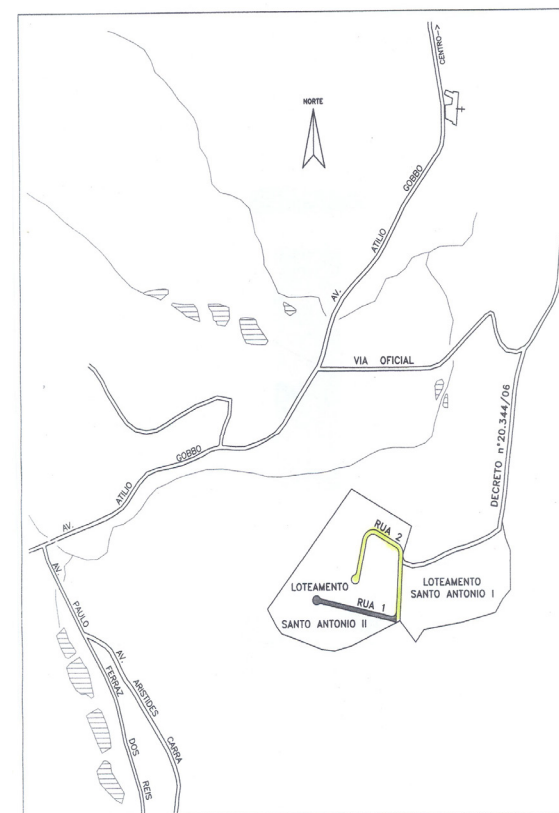 CENTRO-->
NORTE
AV. ATILIO GOBBO
VIA OFICIAL
DECRETO n°20.344/06
AV. ATILIO GOBBO
RUA 2
LOTEAMENTO
RUA 1
SANTO ANTONIO II
LOTEAMENTO
SANTO ANTONIO I
AV. PAULO FERRAZ DOS REIS
AV. ARISTIDES CARRA